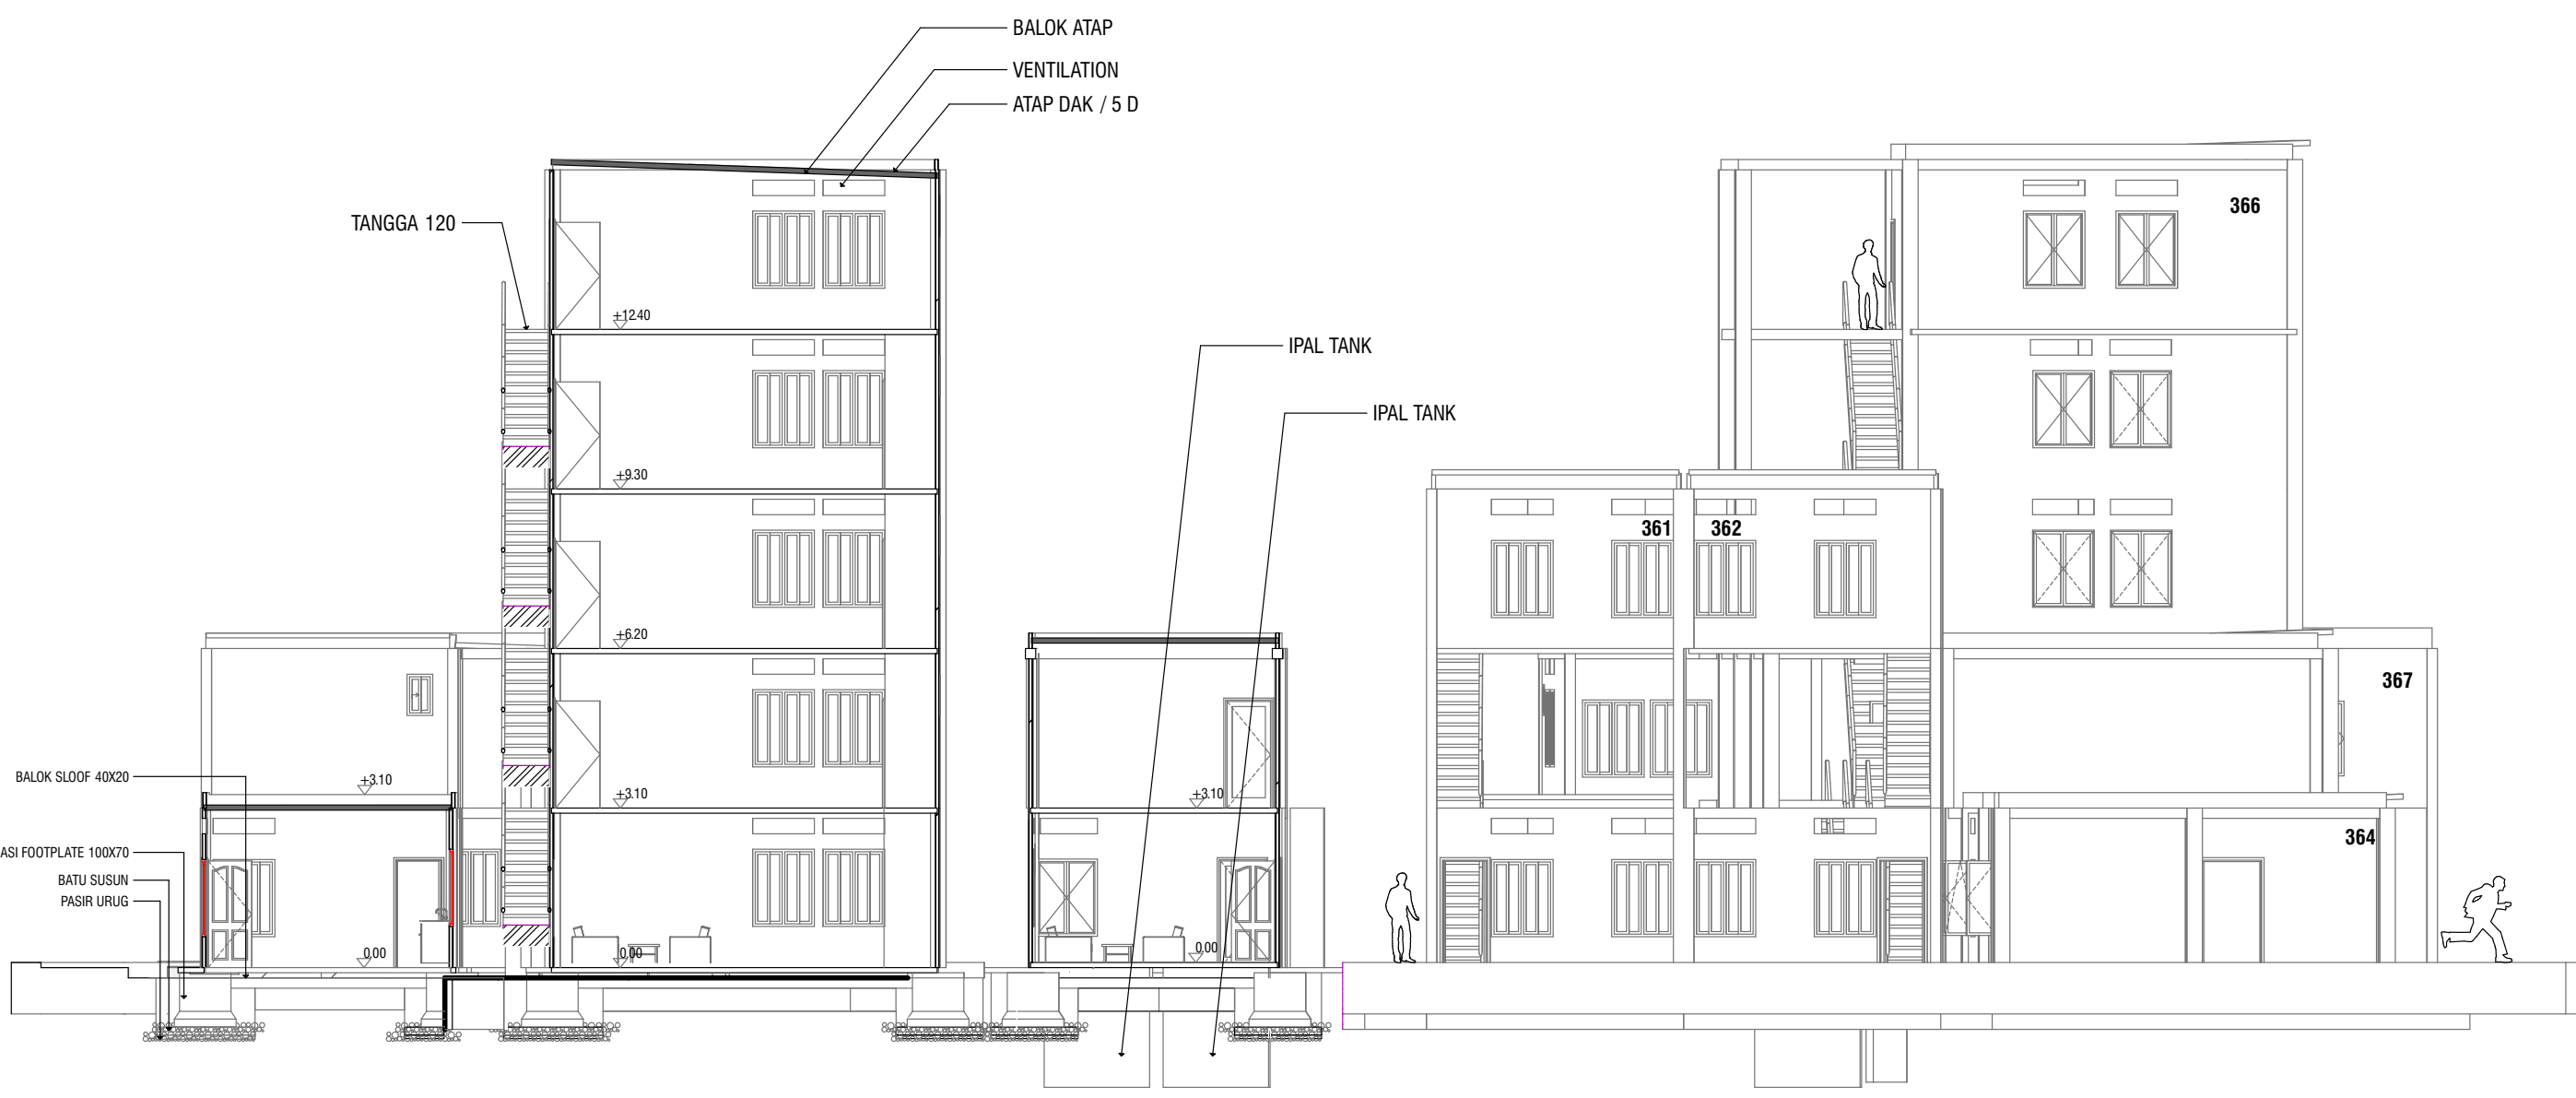 BALOK ATAP
VENTILATION
ATAP DAK / 5 D
TANGGA 120
366
+12.40
IPAL TANK
IPAL TANK
+9.30
361
362
+6.20
367
BALOK SLOOF 40X20
+3.10
+3.10
+3.10
364
ASI FOOTPLATE 100X70
BATU SUSUN
PASIR URUG
0.00
0.00
0.00